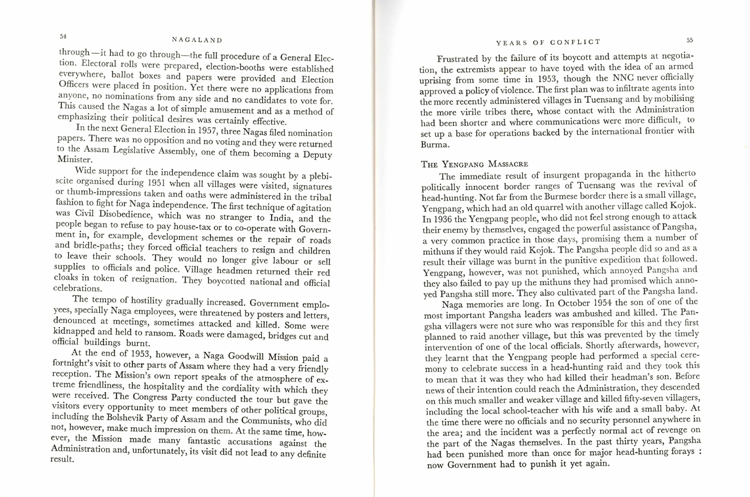 54
NAGALAND
through—it had to go through—the full procedure of a General Elec-
tion. Electoral rolls were prepared, election-booths were established
everywhere, ballot boxes and papers were provided and Election
Officers were placed in position. Yet there were no applications from
anyone, no nominations from any side and no candidates to vote for.
This caused the Nagas a lot of simple amusement and as a method of
emphasizing their political desires was certainly effective.
In the next General Election in 1957, three Nagas filed nomination
papers. There was no opposition and no voting and they were returned
to the Assam Legislative Assembly, one of them becoming a Deputy
Minister.
Wide support for the independence claim was sought by a plebi-
scite organised during 1951 when all villages were visited, signatures
or thumb-impressions taken and oaths were administered in the tribal
fashion to fight for Naga independence. The first technique of agitation
was Civil Disobedience, which was no stranger to India, and the
people began to refuse to pay house-tax or to co-operate with Govern-
ment in, for example, development schemes or the repair of roads
and bridle-paths; they forced official teachers to resign and children
to leave their schools. They would no longer give labour or sell
supplies to officials and police. Village headmen returned their red
cloaks in token of resignation. They boycotted national and official
celebrations.
The tempo of hostility gradually increased. Government emplo-
yees, specially Naga employees, were threatened by posters and letters,
denounced at meetings, sometimes attacked and killed. Some were
kidnapped and held to ransom. Roads were damaged, bridges cut and
official buildings burnt.
At the end of 1953, however, a Naga Goodwill Mission paid a
fortnight's visit to other parts of Assam where they had a very friendly
reception. The Mission's own report speaks of the atmosphere of ex-
treme friendliness, the hospitality and the cordiality with which they
were received. The Congress Party conducted the tour but gave the
visitors every opportunity to meet members of other political groups,
including the Bolshevik Party of Assam and the Communists, who did
not, however, make much impression on them. At the same time, how-
ever, the Mission made many fantastic accusations against the
Administration and, unfortunately, its visit did not lead to any definite
result.
YEARS OF CONFLICT
55
Frustrated by the failure of its boycott and attempts at negotia-
tion, the extremists appear to have toyed with the idea of an armed
uprising from some time in 1953, though the NNC never officially
approved a policy of violence. The first plan was to infiltrate agents into
the more recently administered villages in Tuensang and by mobilising
the more virile tribes there, whose contact with the Administration
had been shorter and where communications were more difficult, to
set up a base for operations backed by the international frontier with
Burma.
THE YENGPANG MASSACRE
The immediate result of insurgent propaganda in the hitherto
politically innocent border ranges of Tuensang was the revival of
head-hunting. Not far from the Burmese border there is a small village,
Yengpang, which had an old quarrel with another village called Kojok.
In 1936 the Yengpang people, who did not feel strong enough to attack
their enemy by themselves, engaged the powerful assistance of Pangsha,
a very common practice in those days, promising them a number of
mithuns if they would raid Kojok. The Pangsha people did so and as a
result their village was burnt in the punitive expedition that followed.
Yengpang, however, was not punished, which annoyed Pangsha and
they also failed to pay up the mithuns they had promised which anno-
yed Pangsha still more. They also cultivated part of the Pangsha land.
Naga memories are long. In October 1954 the son of one of the
most important Pangsha leaders was ambushed and killed. The Pan-
gsha villagers were not sure who was responsible for this and they first
planned to raid another village, but this was prevented by the timely
intervention of one of the local officials. Shortly afterwards, however,
they learnt that the Yengpang people had performed a special cere-
mony to celebrate success in a head-hunting raid and they took this
to mean that it was they who had killed their headman's son. Before
news of their intention could reach the Administration, they descended
on this much smaller and weaker village and killed fifty-seven villagers,
including the local school-teacher with his wife and a small baby. At
the time there were no officials and no security personnel anywhere in
the area; and the incident was a perfectly normal act of revenge on
the part of the Nagas themselves. In the past thirty years, Pangsha
had been punished more than once for major head-hunting forays :
now Government had to punish it yet again.